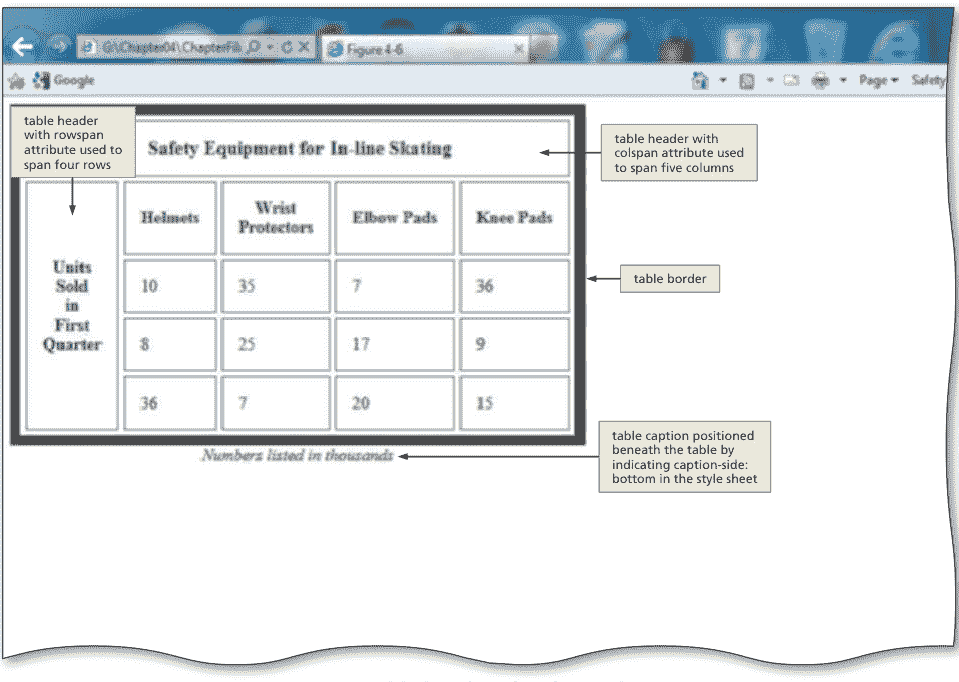 G:\Chapter04\ChapterFil
Figure 4-6
Google
Page
Safety
table header
with rowspan
attribute used to
span four rows
Safety Equipment for In-line Skating
table header with
colspan attribute used
to span five columns
Helmets
Wrist
Protectors
Elbow Pads
Knee Pads
table border
Units
Sold
in
First
Quarter
10
35
7
36
8
25
17
9
36
7
20
15
Numbers listed in thousands
table caption positioned
beneath the table by
indicating caption-side:
bottom in the style sheet